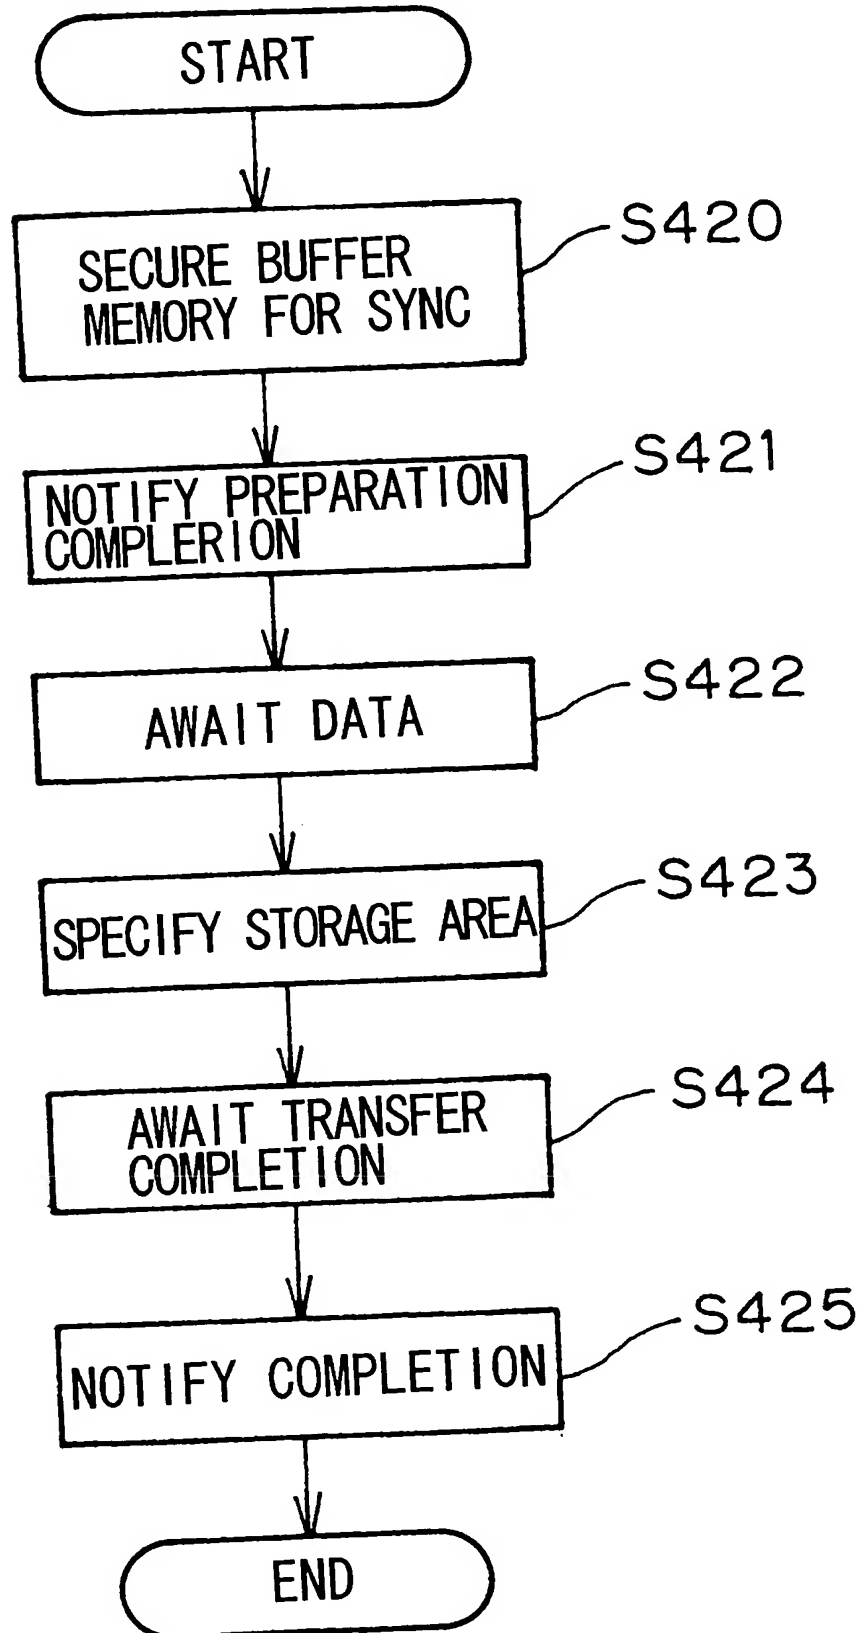 START
SECURE BUFFER
MEMORY FOR SYNC
S420
NOTIFY PREPARATION
COMPLERION
S421
AWAIT DATA
S422
SPECIFY STORAGE AREA
S423
AWAIT TRANSFER
COMPLETION
S424
NOTIFY COMPLETION
S425
END